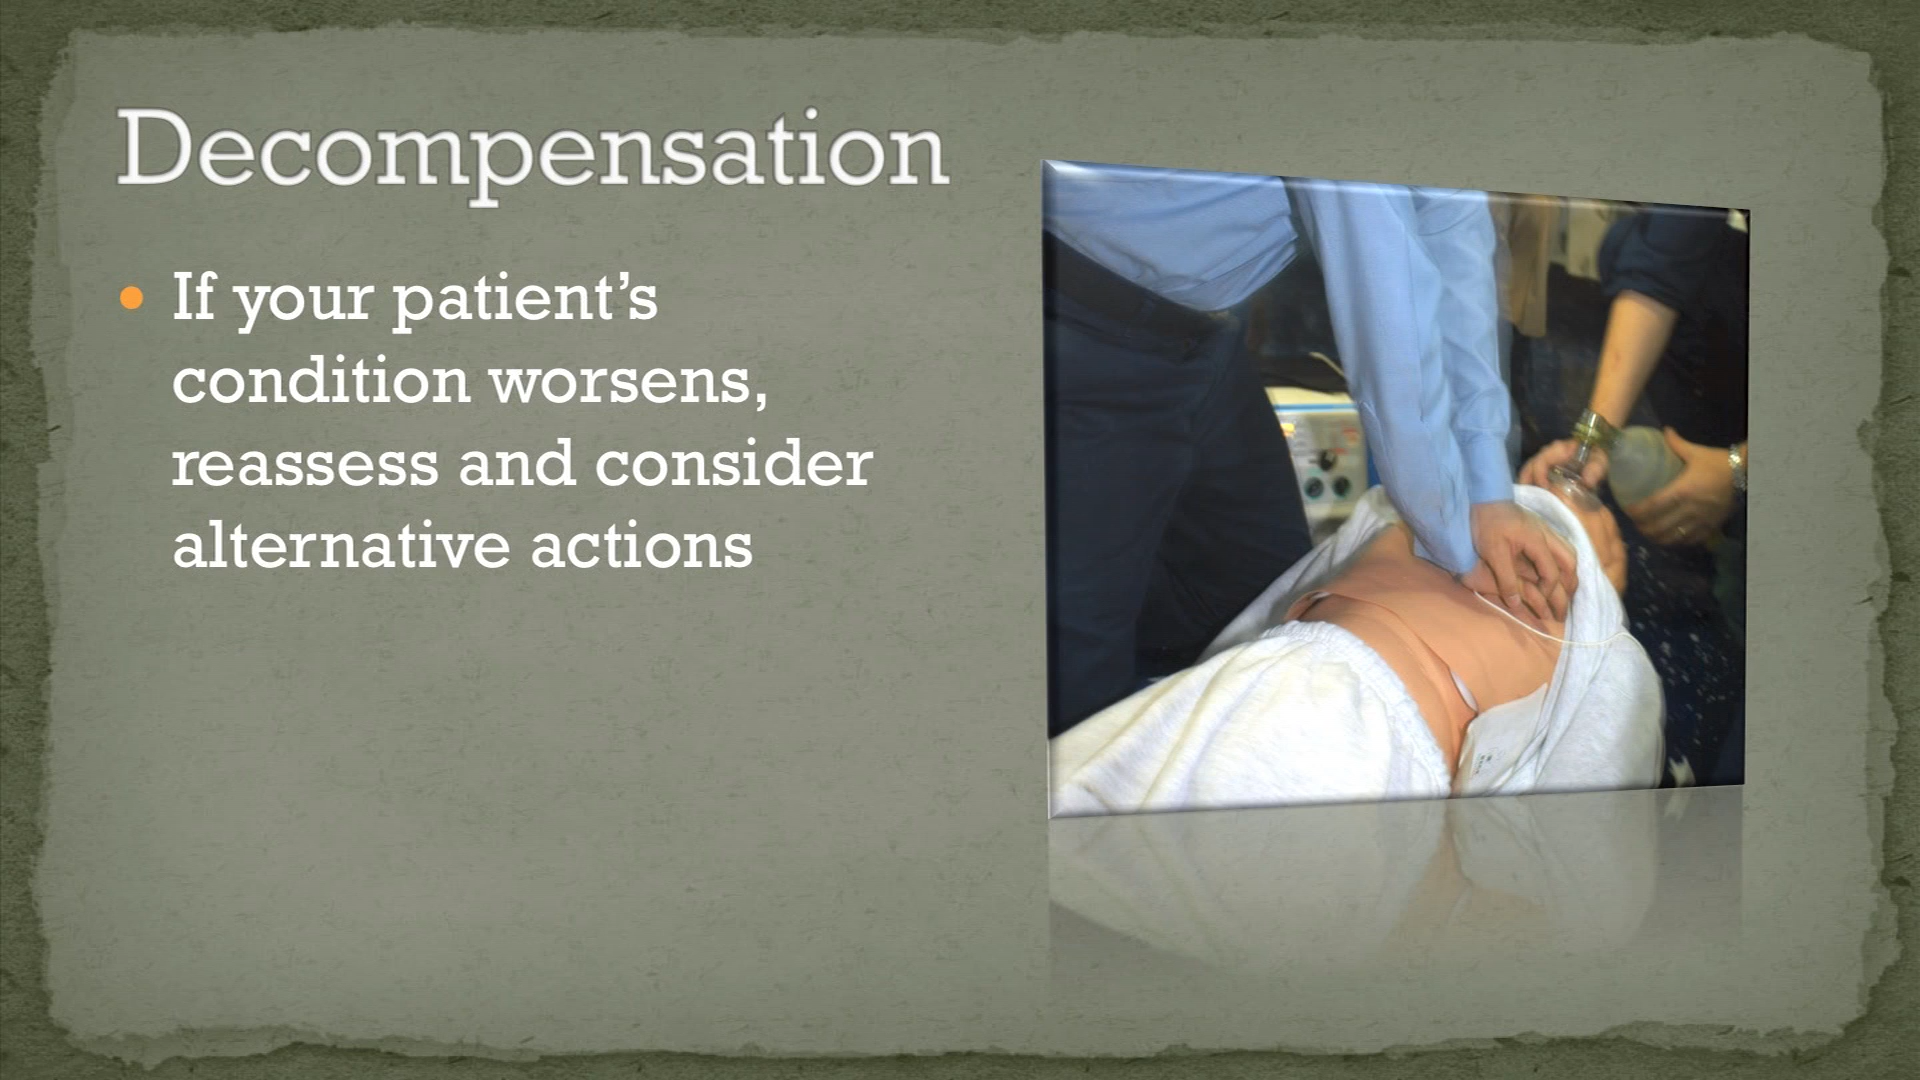 Decompensation
If your patient’s
condition worsens,
reassess and consider
alternative actions